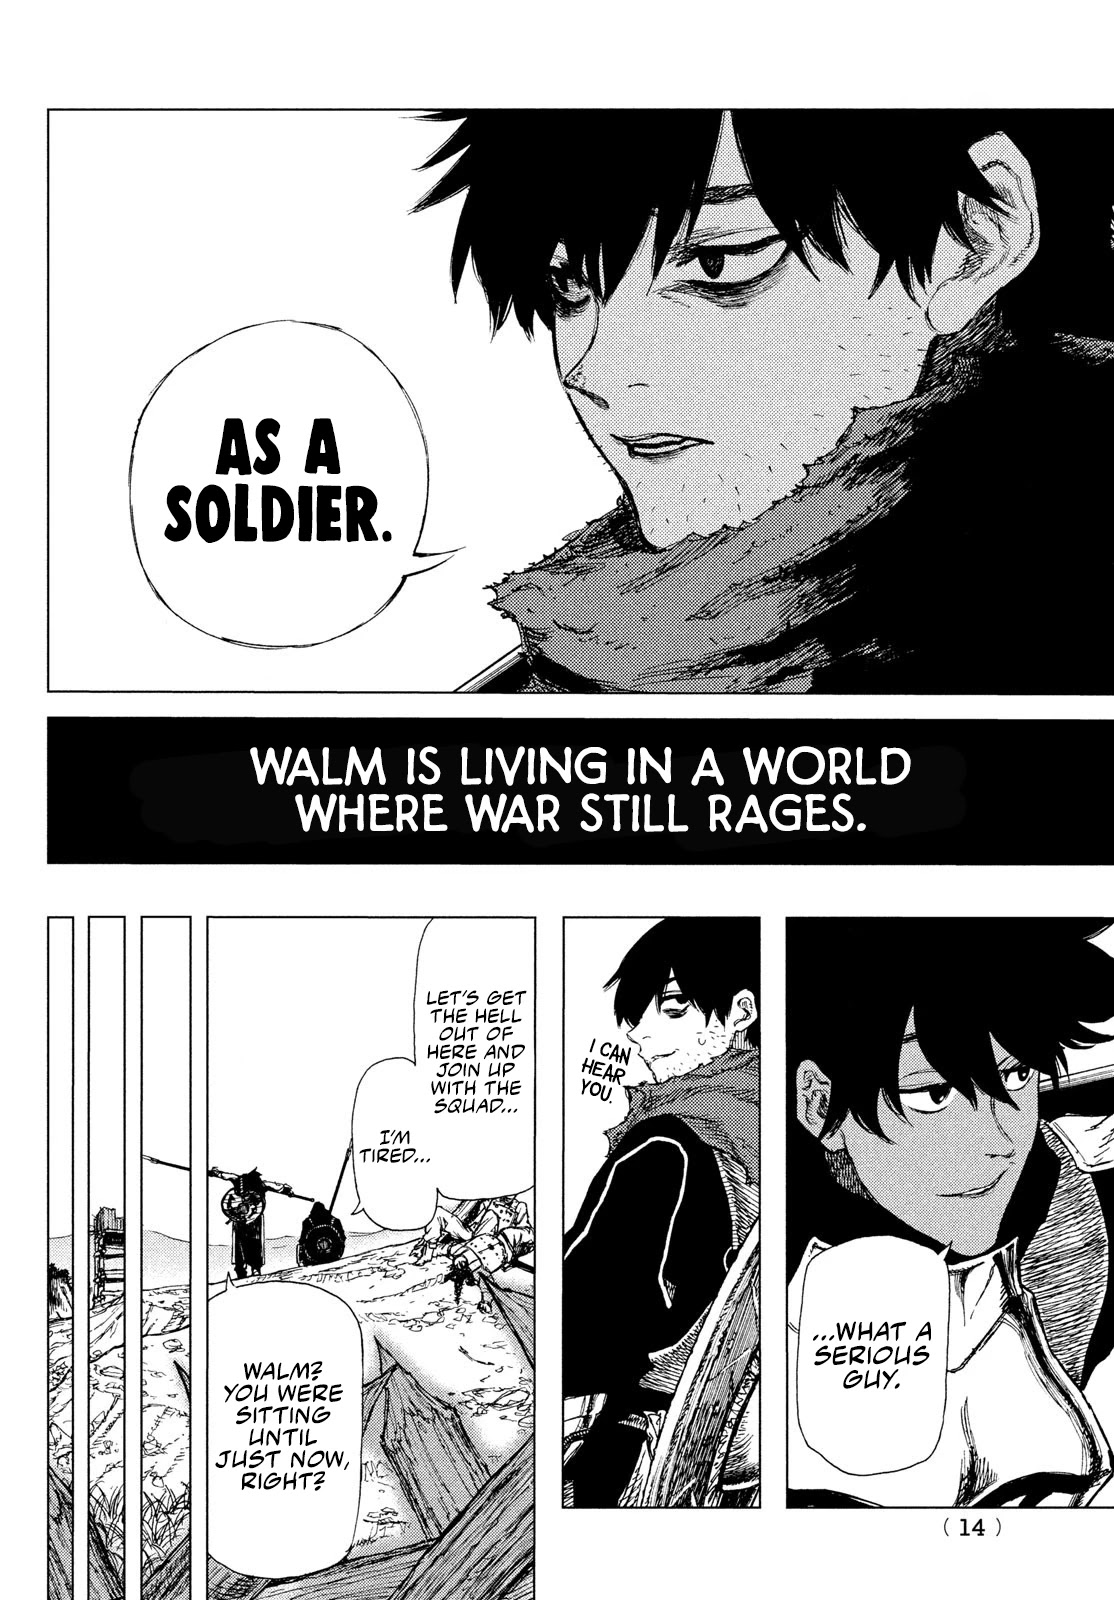 AS A
SOLDIER.
WALM IS LIVING IN A WORLD
WHERE WAR STILL RAGES.
...WHAT A
SERIOUS
GUY.
I CAN
HEAR
YOU.
LET'S GET
THE HELL
OUT OF
HERE AND
JOIN UP
WITH THE
SQUAD...
I'M
TIRED...
WALM?
YOU WERE
SITTING
UNTIL
JUST NOW,
RIGHT?
( 14 )